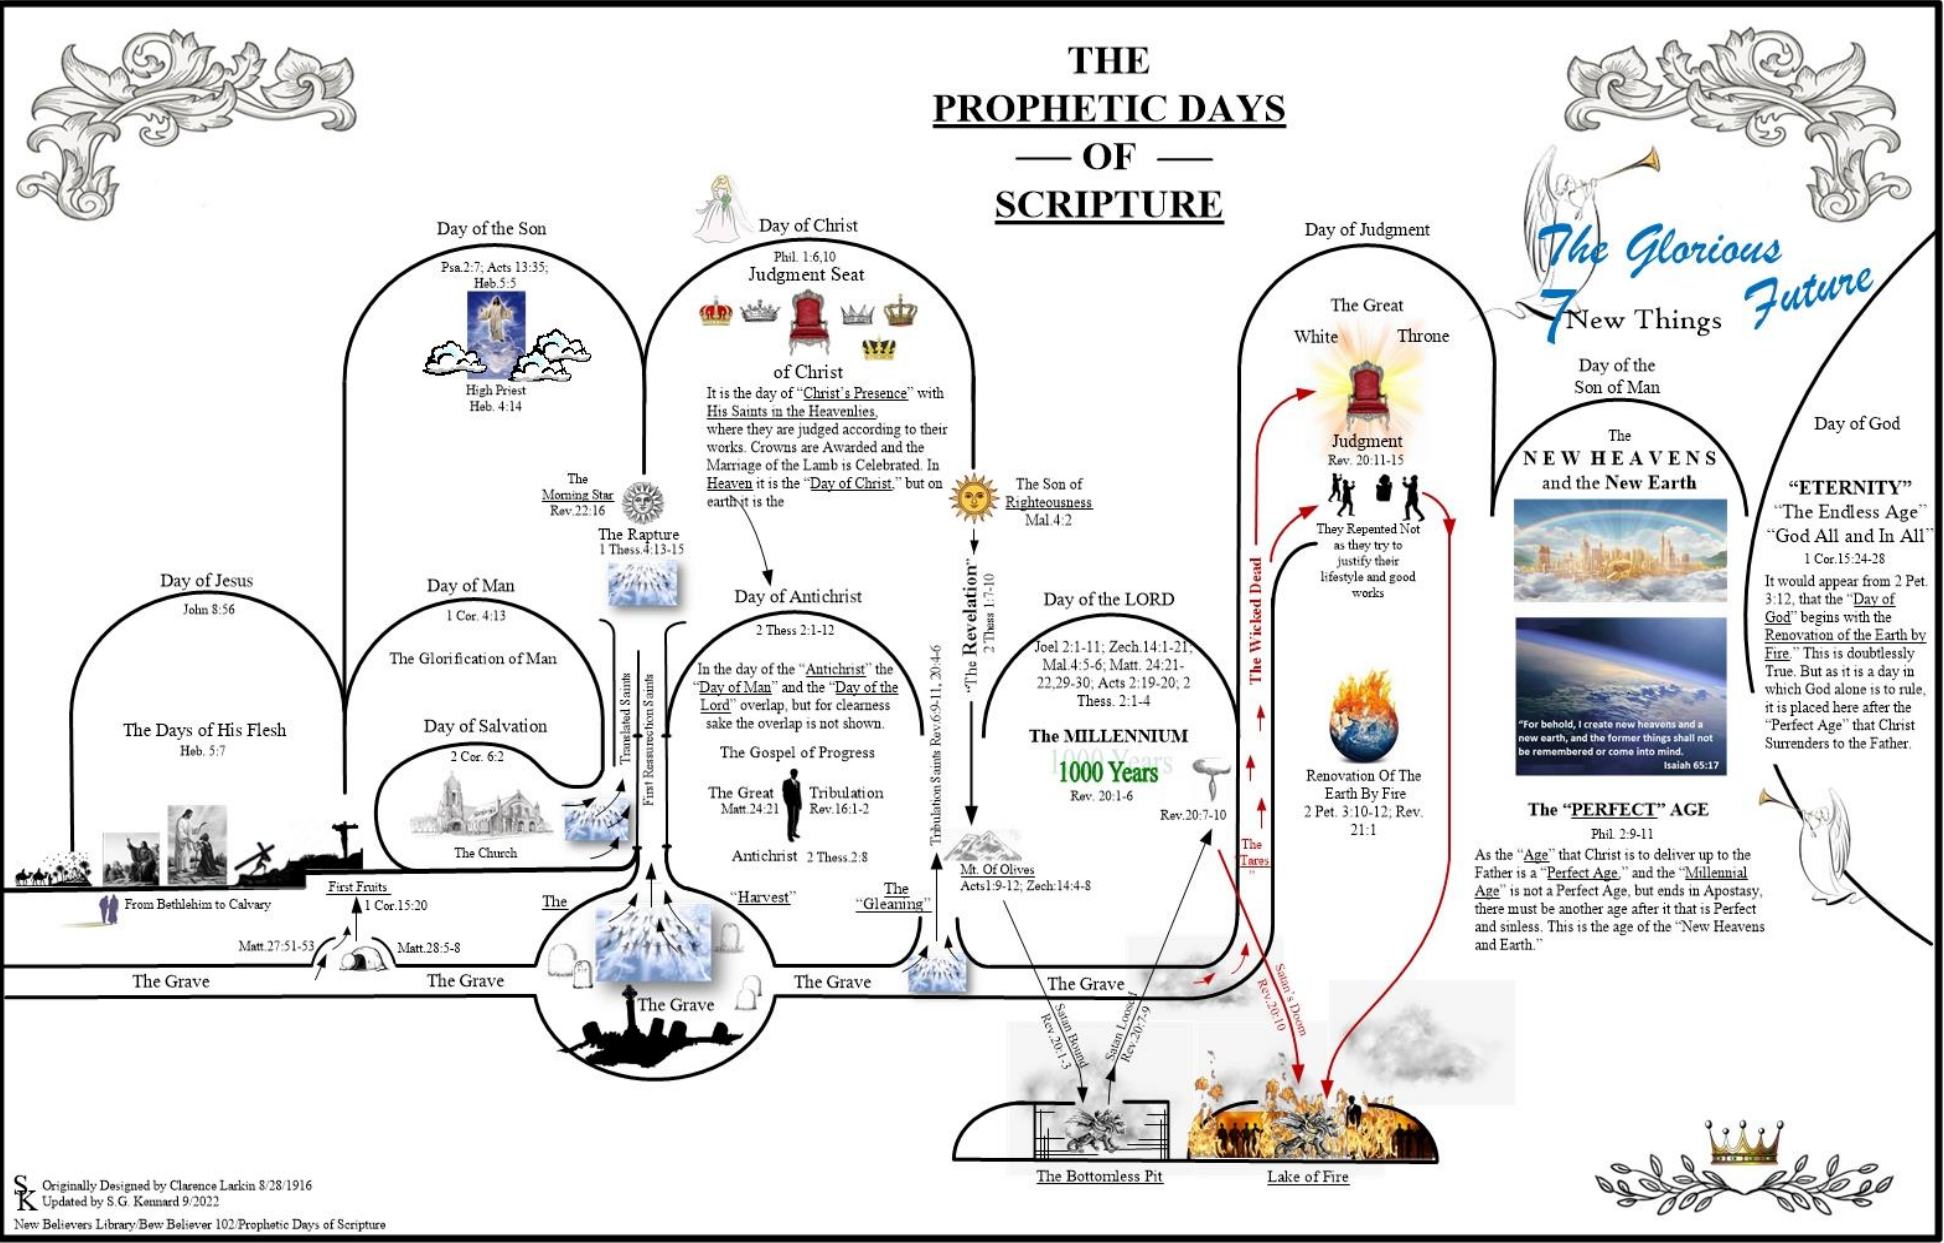 THE
PROPHETIC DAYS
— OF —
SCRIPTURE
Day of Jesus
John 8:56
The Days of His Flesh
Heb. 5:7
From Bethlehim to Calvary
Day of the Son
Psa.2:7; Acts 13:35;
Heb.5:5
High Priest
Heb. 4:14
Day of Man
1 Cor. 4:13
The Glorification of Man
Day of Salvation
2 Cor. 6:2
The Church
First Fruits
1 Cor.15:20
Matt.27:51-53
Matt.28:5-8
The Grave
The Grave
The
Morning Star
Rev.22:16
The Rapture
1 Thess.4:13-15
Translated Saints
First Resurrection Saints
The
"Harvest"
The Grave
Day of Christ
Phil. 1:6,10
Judgment Seat
of Christ
It is the day of "Christ's Presence" with
His Saints in the Heavenlies,
where they are judged according to their
works. Crowns are Awarded and the
Marriage of the Lamb is Celebrated. In
Heaven it is the "Day of Christ," but on
earth it is the
Day of Antichrist
2 Thess 2:1-12
In the day of the "Antichrist" the
"Day of Man" and the "Day of the
Lord" overlap, but for clearness
sake the overlap is not shown.
The Gospel of Progress
The Great Tribulation
Matt.24:21 Rev.16:1-2
Antichrist 2 Thess.2:8
The
"Gleaning"
The Grave
Tribulation Saints Rev.6:9-11, 20:4-6
The Son of
Righteousness
Mal.4:2
"The Revelation"
2 Thess 1:7-10
Mt. Of Olives
Acts1:9-12; Zech:14:4-8
Day of the LORD
Joel 2:1-11; Zech.14:1-21;
Mal.4:5-6; Matt. 24:21-
22,29-30; Acts 2:19-20; 2
Thess. 2:1-4
The MILLENNIUM
1000 Years
1000 Years
Rev. 20:1-6
Rev.20:7-10
The Grave
Satan Bound
Rev.20:1-3
Satan Loosed
Rev.20:7-9
Satan's Doom
Rev.20:10
The Bottomless Pit
Lake of Fire
The Wicked Dead
The
"Tares
"
Day of Judgment
The Great
White Throne
Judgment
Rev. 20:11-15
They Repented Not
as they try to
justify their
lifestyle and good
works
Renovation Of The
Earth By Fire
2 Pet. 3:10-12; Rev.
21:1
The Glorious
Future
7 New Things
Day of the
Son of Man
The
NEW HEAVENS
and the New Earth
"For behold, I create new heavens and a
new earth, and the former things shall not
be remembered or come into mind.
Isaiah 65:17
The "PERFECT" AGE
Phil. 2:9-11
As the "Age" that Christ is to deliver up to the
Father is a "Perfect Age," and the "Millennial
Age" is not a Perfect Age, but ends in Apostasy,
there must be another age after it that is Perfect
and sinless. This is the age of the "New Heavens
and Earth."
Day of God
"ETERNITY"
"The Endless Age"
"God All and In All"
1 Cor.15:24-28
It would appear from 2 Pet.
3:12, that the "Day of
God" begins with the
Renovation of the Earth by
Fire." This is doubtlessly
True. But as it is a day in
which God alone is to rule,
it is placed here after the
"Perfect Age" that Christ
Surrenders to the Father.
SK
Originally Designed by Clarence Larkin 8/28/1916
Updated by S.G. Kennard 9/2022
New Believers Library/Bew Believer 102/Prophetic Days of Scripture